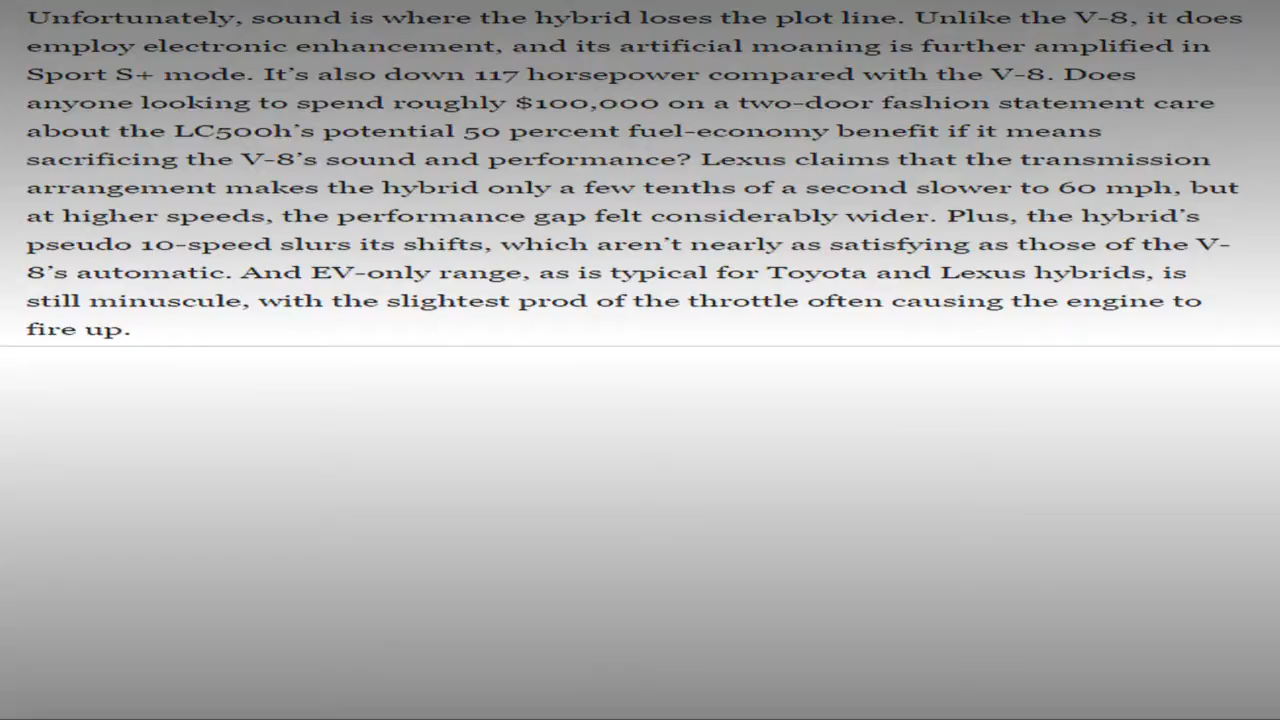 Unfortunately, sound is where the hybrid loses the plot line. Unlike the V-8, it does
employ electronic enhancement, and its artificial moaning is further amplified in
Sport S+ mode. It’s also down 117 horsepower compared with the V-8. Does
anyone looking to spend roughly $100,000 on a two-door fashion statement care
about the LC500h’s potential 50 percent fuel-economy benefit if it means
sacrificing the V-8’s sound and performance? Lexus claims that the transmission
arrangement makes the hybrid only a few tenths of a second slower to 60 mph, but
at higher speeds, the performance gap felt considerably wider. Plus, the hybrid’s
pseudo 10-speed slurs its shifts, which aren’t nearly as satisfying as those of the V-
8’s automatic. And EV-only range, as is typical for Toyota and Lexus hybrids, is
still minuscule, with the slightest prod of the throttle often causing the engine to
fire up.